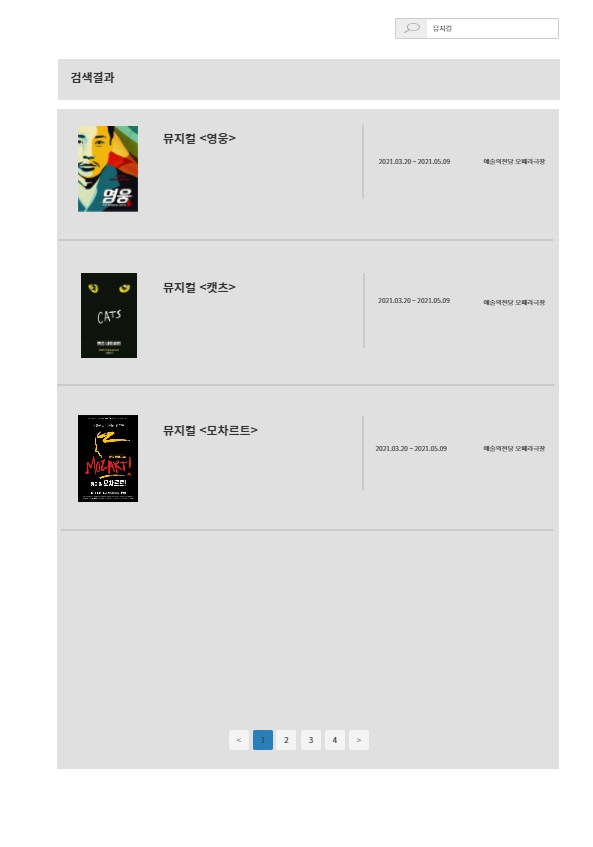 뮤지컬
검색결과
영웅
뮤지컬 <영웅>
2021.03.20 ~ 2021.05.09
예술의전당 오페라극장
CATS
뮤지컬 <캣츠>
2021.03.20 ~ 2021.05.09
예술의전당 오페라극장
MOZART!
모차르트!
뮤지컬 <모차르트>
2021.03.20 ~ 2021.05.09
예술의전당 오페라극장
< 1 2 3 4 >